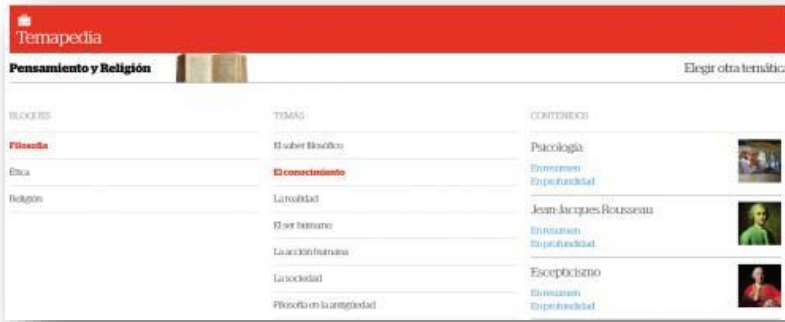 Temapedia
Pensamiento y Religión
Elegir otra temática
BLOQUES
TEMAS
CONTENIDOS
Filosofía
Ética
Religión
El saber filosófico
El conocimiento
La realidad
El ser humano
La acción humana
La sociedad
Filosofía en la antigüedad
Psicología
En resumen
En profundidad
Jean-Jacques Rousseau
En resumen
En profundidad
Escepticismo
En resumen
En profundidad